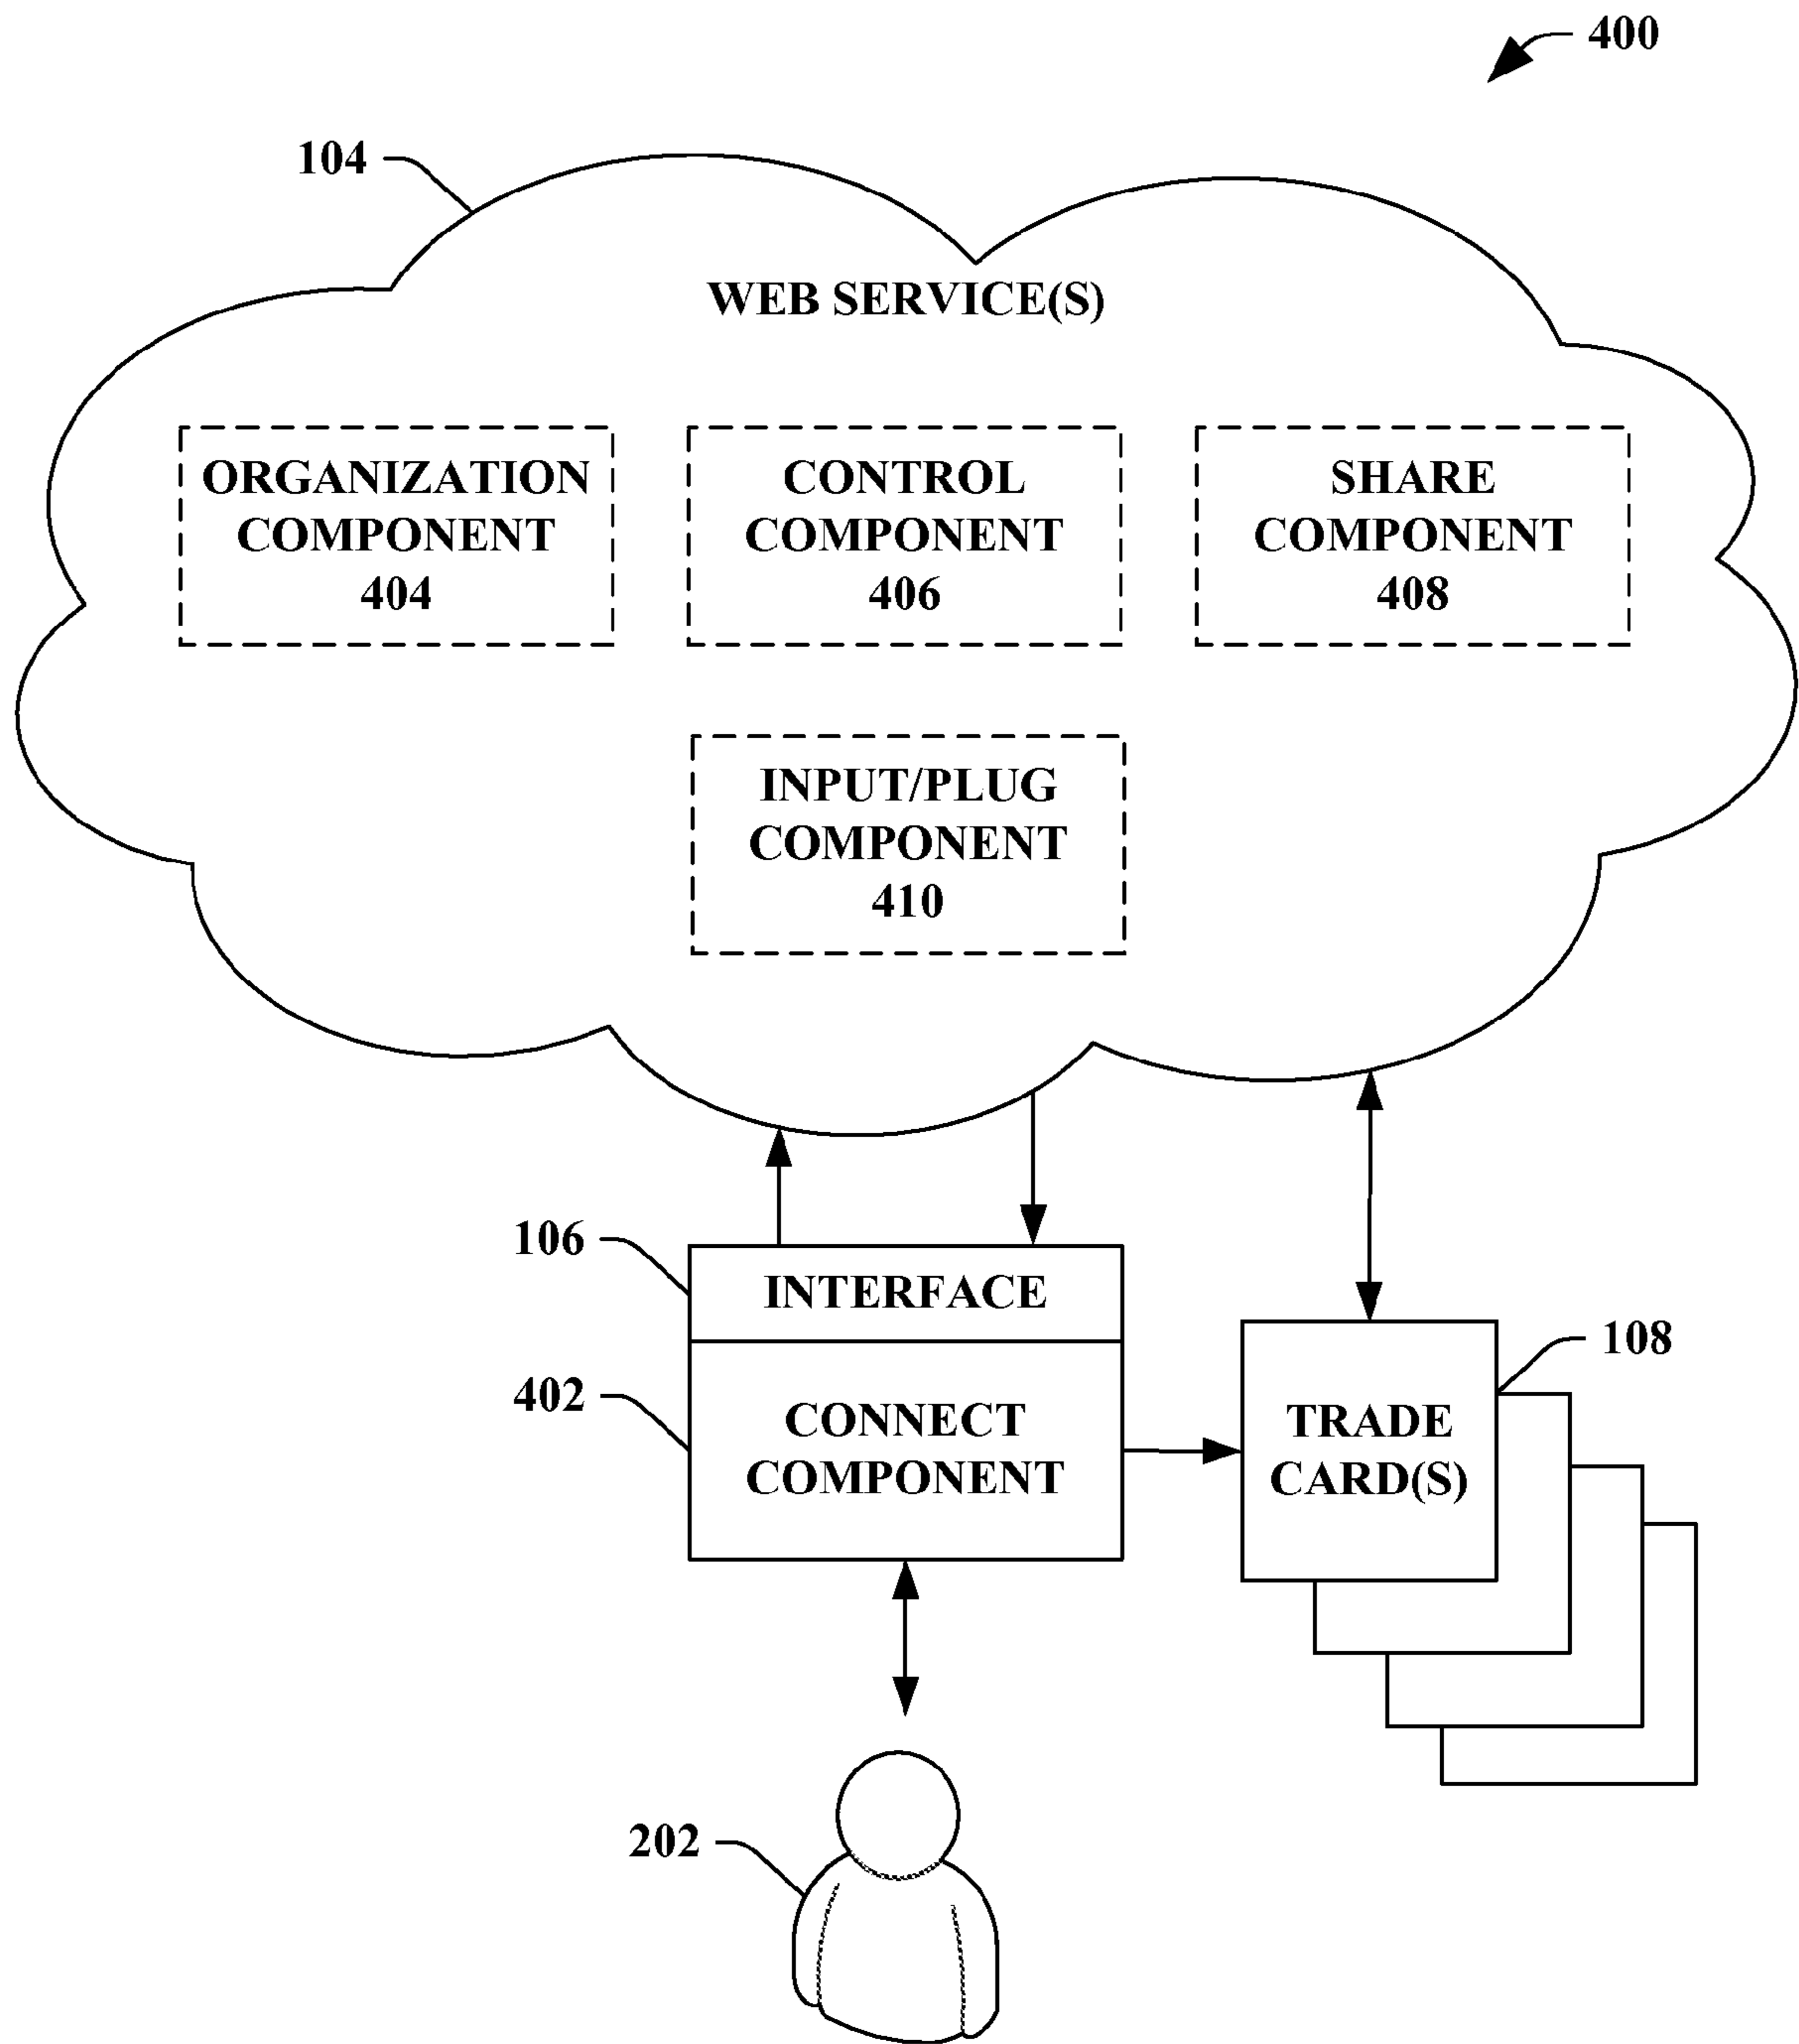 400
104
WEB SERVICE(S)
ORGANIZATION
COMPONENT
404
CONTROL
COMPONENT
406
SHARE
COMPONENT
408
INPUT/PLUG
COMPONENT
410
106
INTERFACE
402
CONNECT
COMPONENT
108
TRADE
CARD(S)
202